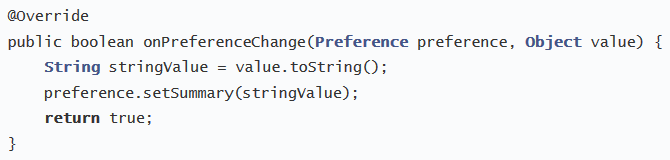 @Override
public boolean onPreferenceChange(Preference preference, Object value) {
    String stringValue = value.toString();
    preference.setSummary(stringValue);
    return true;
}